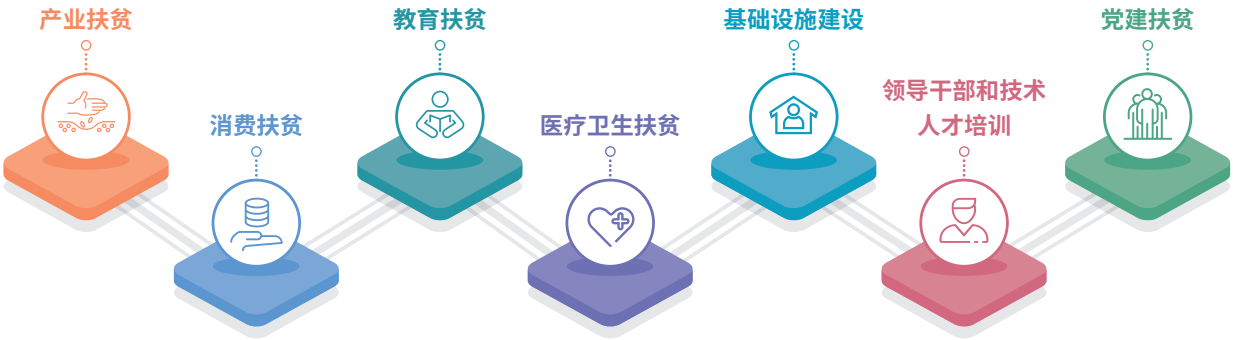 产业扶贫
消费扶贫
教育扶贫
医疗卫生扶贫
基础设施建设
领导干部和技术
人才培训
党建扶贫